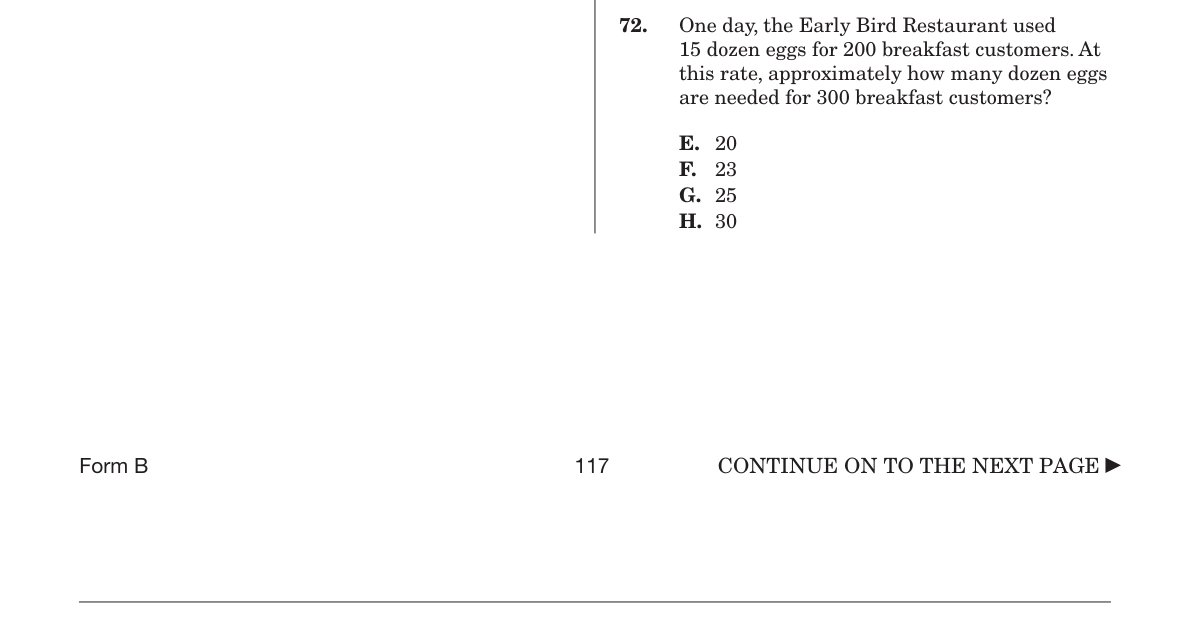 72. One day, the Early Bird Restaurant used
15 dozen eggs for 200 breakfast customers. At
this rate, approximately how many dozen eggs
are needed for 300 breakfast customers?
E. 20
F. 23
G. 25
H. 30
Form B 117 CONTINUE ON TO THE NEXT PAGE ►